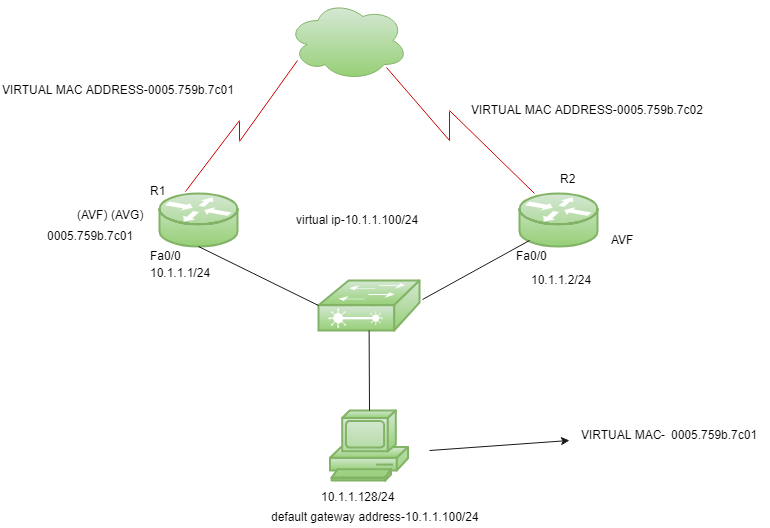 VIRTUAL MAC ADDRESS-0005.759b.7c01
VIRTUAL MAC ADDRESS-0005.759b.7c02
R1
R2
(AVF) (AVG)
virtual ip-10.1.1.100/24
0005.759b.7c01
AVF
Fa0/0
Fa0/0
10.1.1.1/24
10.1.1.2/24
VIRTUAL MAC- 0005.759b.7c01
10.1.1.128/24
default gateway address-10.1.1.100/24